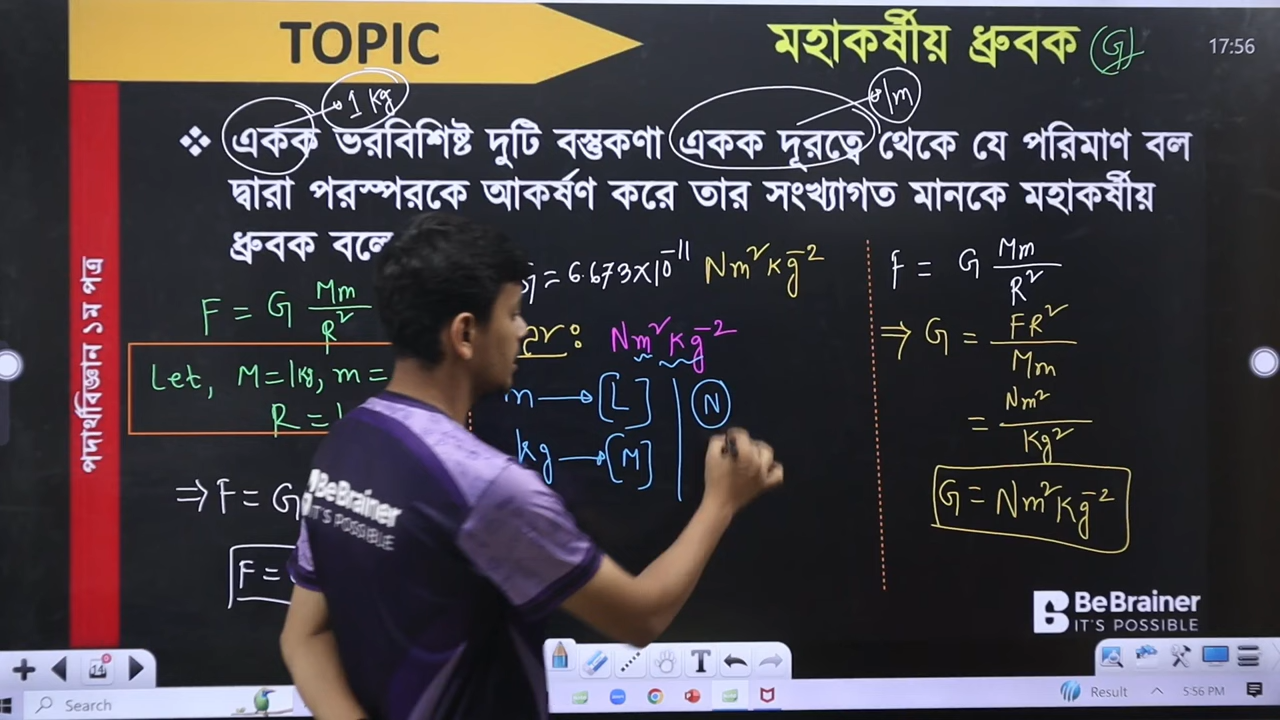 TOPIC
মহাকর্ষীয় ধ্রুবক (G)
17:56
1 kg
1m
❖ একক ভরবিশিষ্ট দুটি বস্তুকণা একক দূরত্বে থেকে যে পরিমাণ বল
দ্বারা পরস্পরকে আকর্ষণ করে তার সংখ্যাগত মানকে মহাকর্ষীয়
ধ্রুবক বলে
পদার্থবিজ্ঞান ১ম পত্র
F = G Mm/R²
Let, M=1kg, m =
R =
⇒ F = G
F =
= 6.673×10⁻¹¹ Nm²kg⁻²
Nm²kg⁻²
m → [L]
N
kg → [M]
F = G Mm/R²
⇒ G = FR²/Mm
= Nm²/Kg²
G = Nm²Kg⁻²
BeBrainer
IT'S POSSIBLE
BeBrainer
IT'S POSSIBLE
14
T
Search
Result
5:56 PM